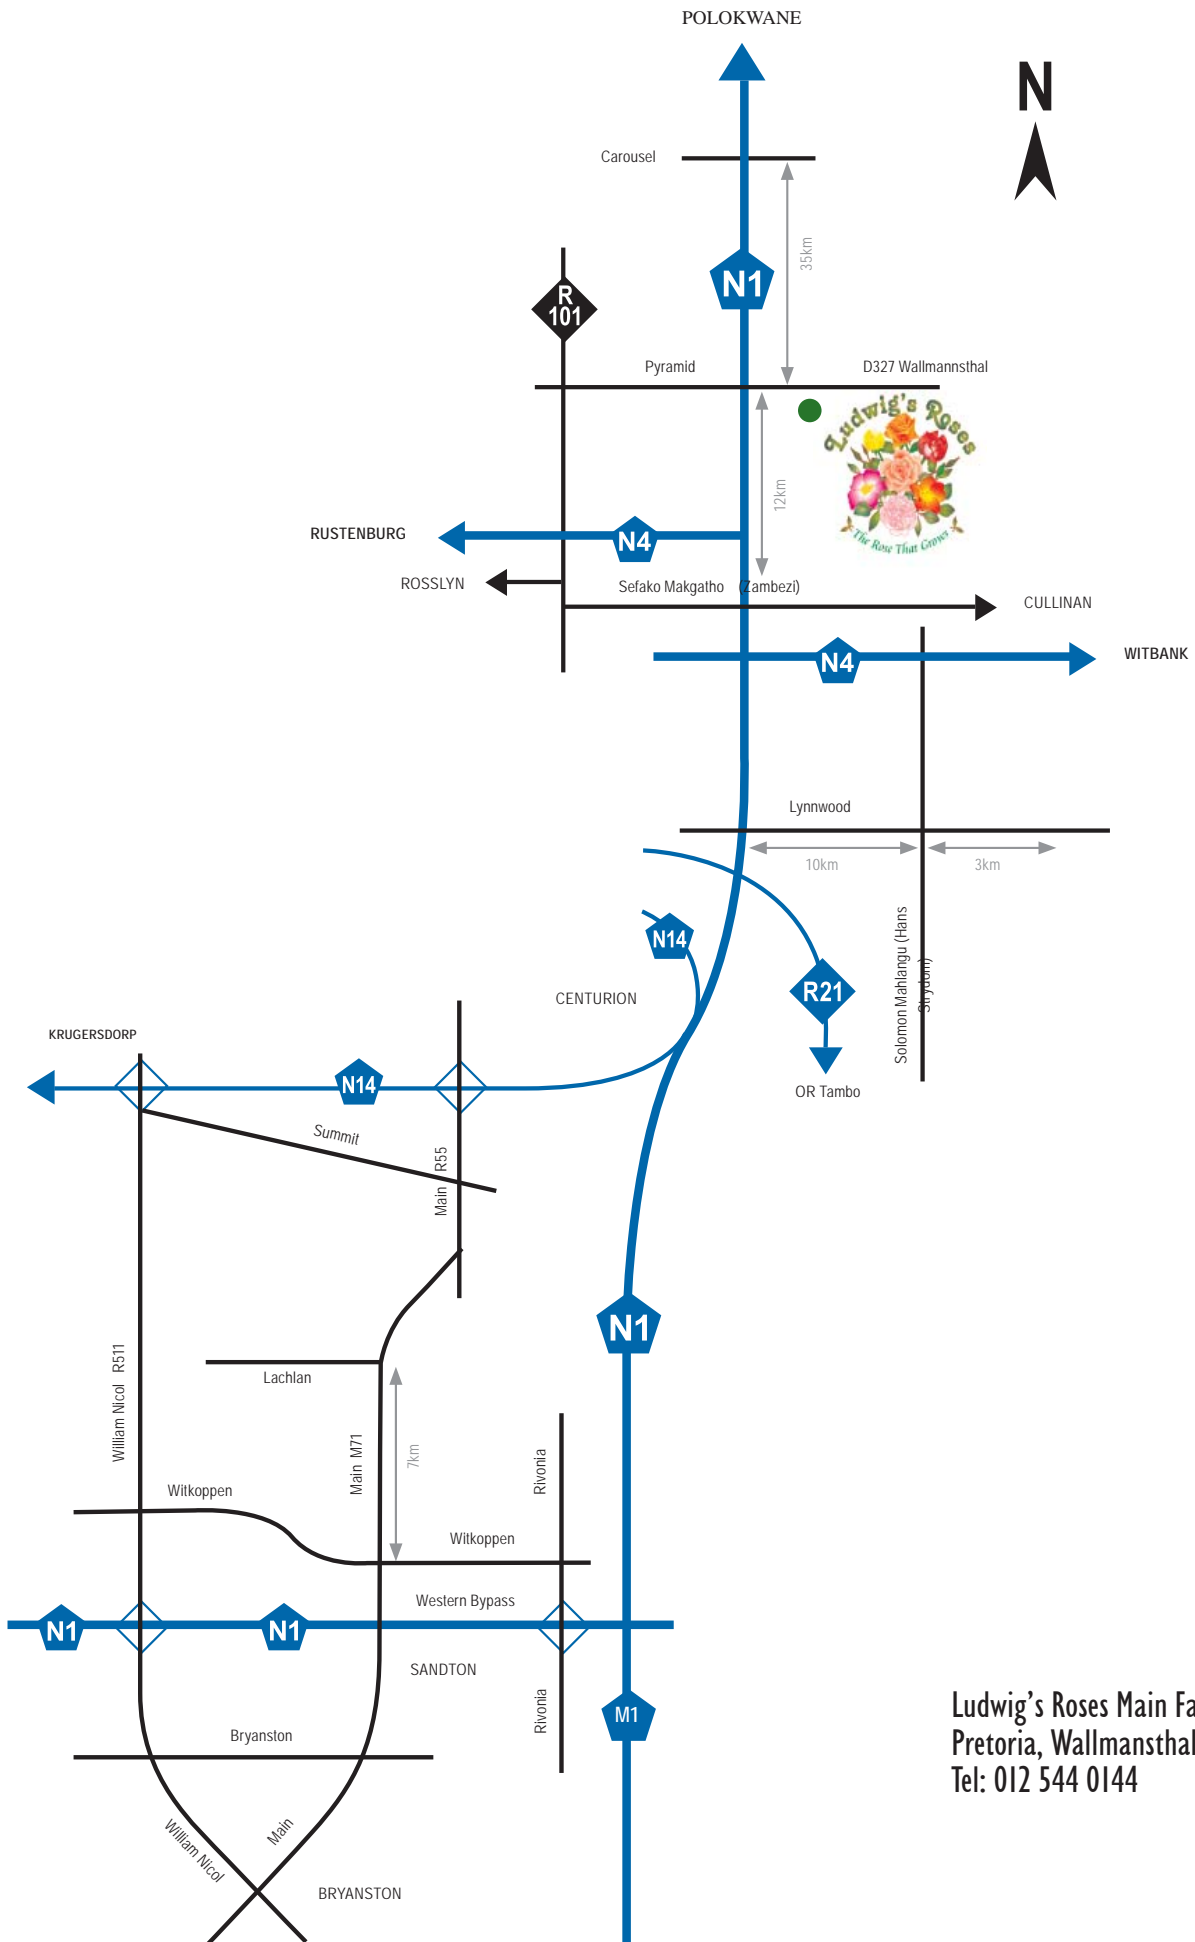 POLOKWANE
N
Carousel
35km
N1
R
101
Pyramid
D327 Wallmannsthal
Ludwig's Roses
The Rose That Grows
12km
RUSTENBURG
N4
ROSSLYN
Sefako Makgatho (Zambezi)
CULLINAN
N4
WITBANK
Lynnwood
10km
3km
Solomon Mahlangu (Hans
Strydom)
N14
CENTURION
R21
OR Tambo
KRUGERSDORP
N14
Summit
Main R55
N1
William Nicol R511
Lachlan
Main M71
7km
Rivonia
Witkoppen
Witkoppen
Western Bypass
N1
N1
SANDTON
Rivonia
M1
Bryanston
William Nicol
Main
BRYANSTON
Ludwig's Roses Main Fa
Pretoria, Wallmansthal
Tel: 012 544 0144